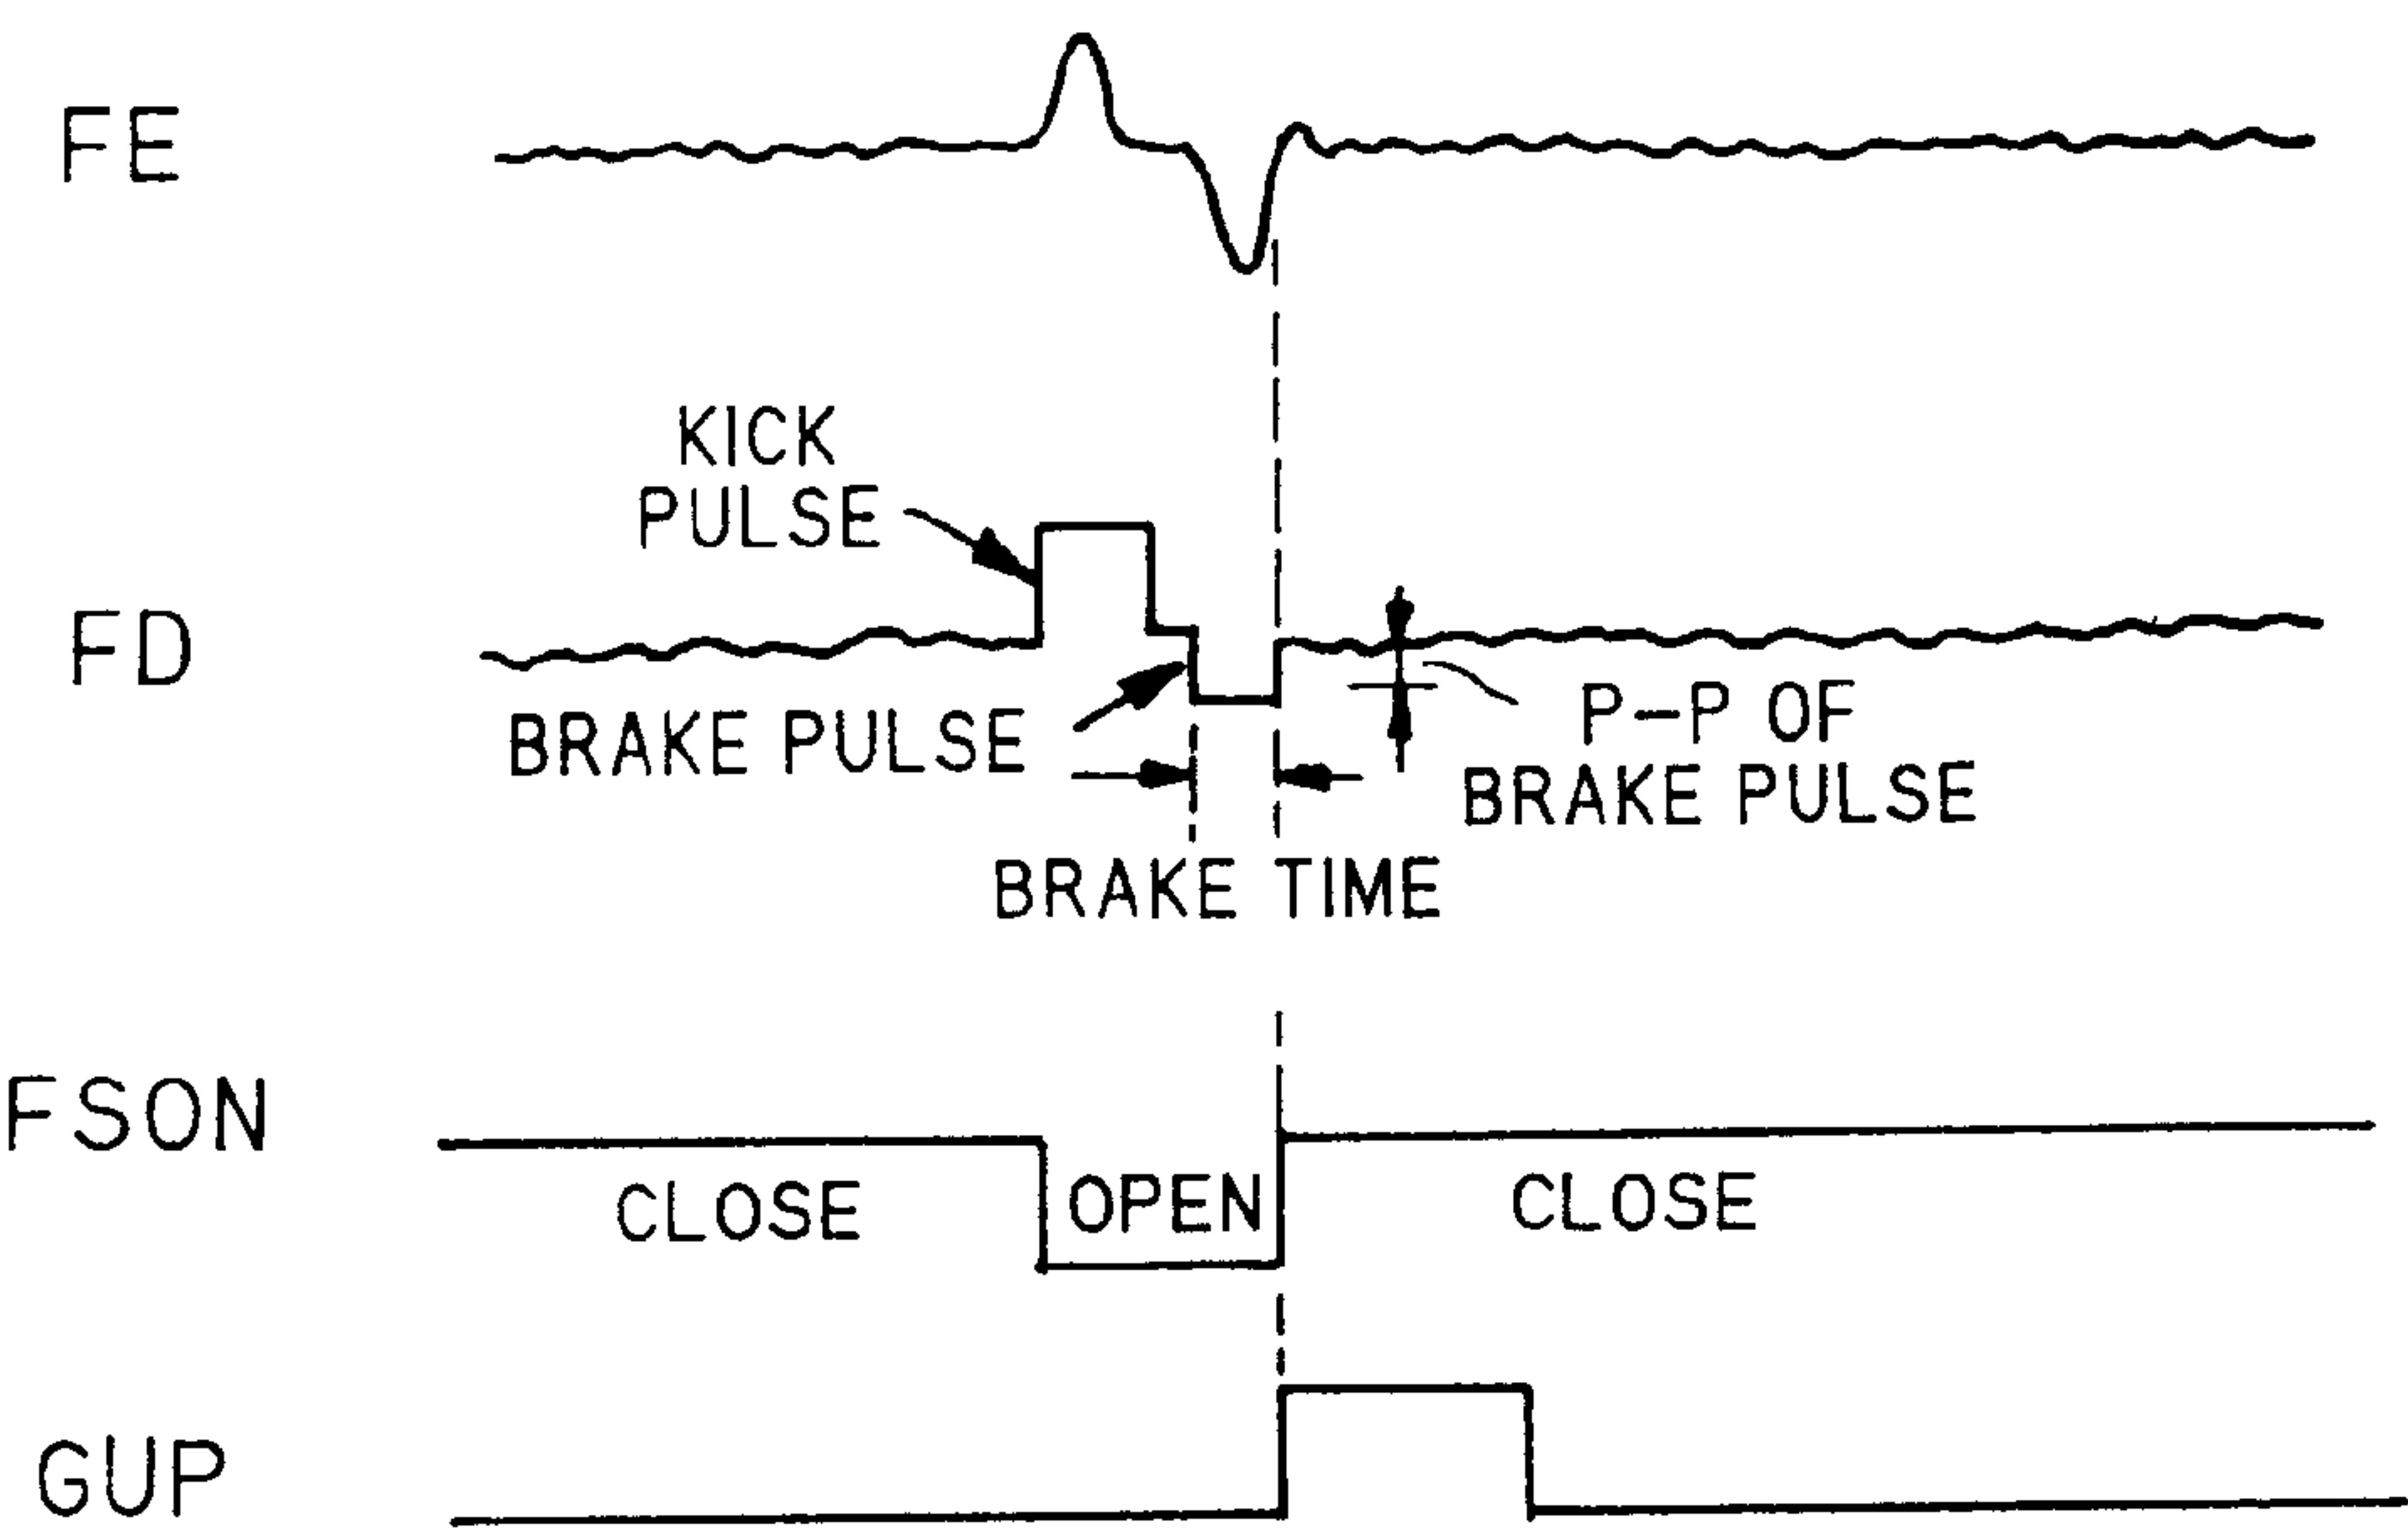 FE
KICK
PULSE
FD
BRAKE PULSE
P-P OF
BRAKE PULSE
BRAKE TIME
FSON
CLOSE
OPEN
CLOSE
GUP